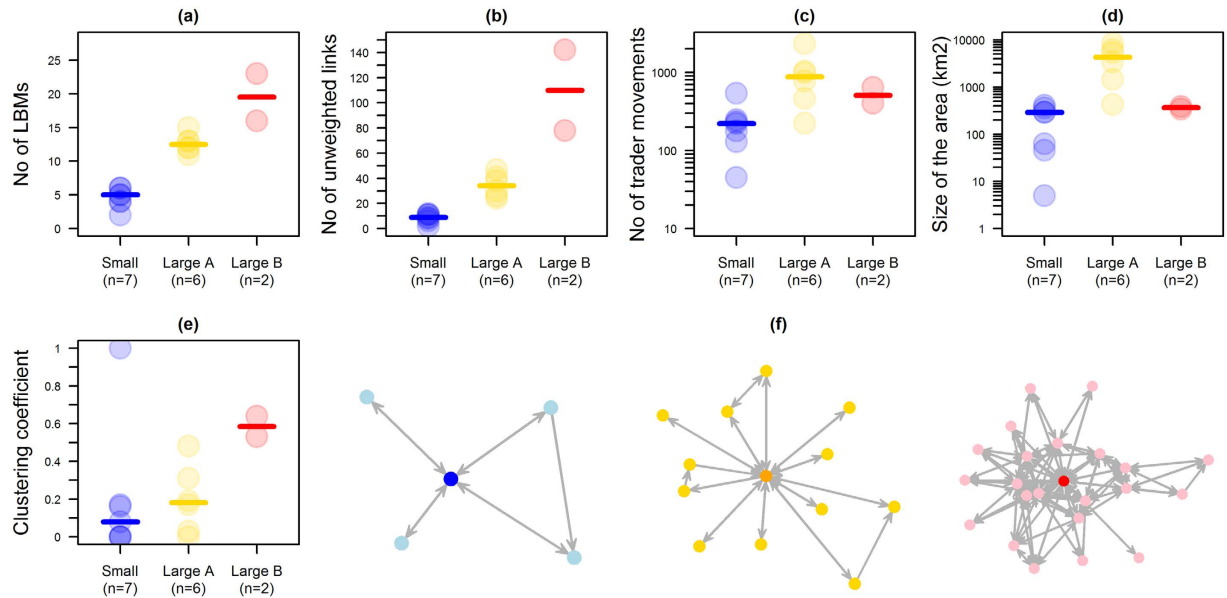 (a)
No of LBMs
25
20
15
10
5
0
Small
(n=7)
Large A
(n=6)
Large B
(n=2)
(b)
No of unweighted links
140
120
100
80
60
40
20
0
Small
(n=7)
Large A
(n=6)
Large B
(n=2)
(c)
No of trader movements
1000
100
10
Small
(n=7)
Large A
(n=6)
Large B
(n=2)
(d)
Size of the area (km2)
10000
1000
100
10
1
Small
(n=7)
Large A
(n=6)
Large B
(n=2)
(e)
Clustering coefficient
1
0.8
0.6
0.4
0.2
0
Small
(n=7)
Large A
(n=6)
Large B
(n=2)
(f)